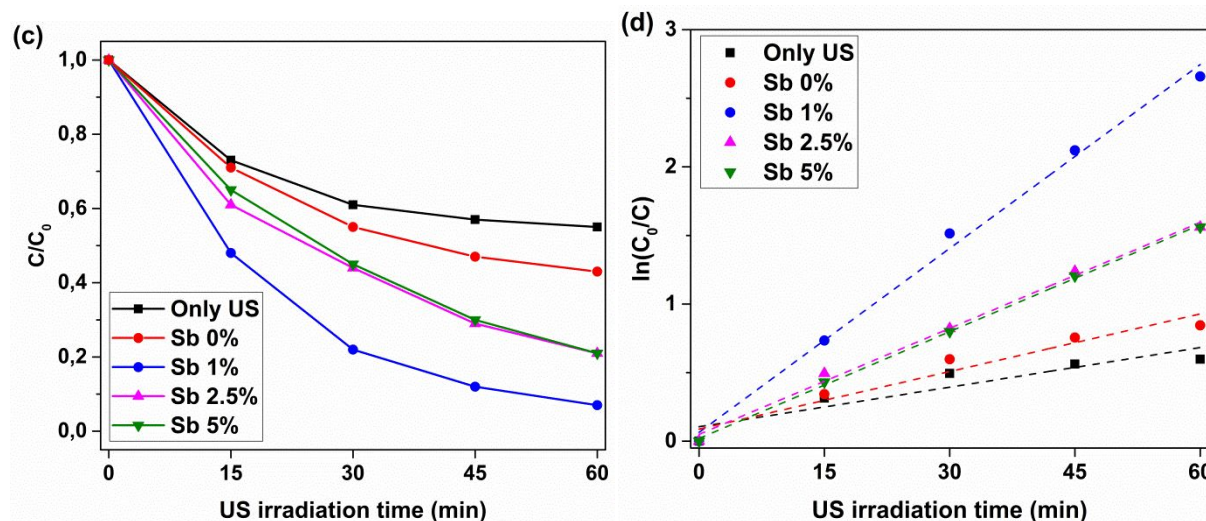 (c)
C/C₀
1,0
0,8
0,6
0,4
0,2
0,0
Only US
Sb 0%
Sb 1%
Sb 2.5%
Sb 5%
0 15 30 45 60
US irradiation time (min)
(d)
ln(C₀/C)
3
2
1
0
Only US
Sb 0%
Sb 1%
Sb 2.5%
Sb 5%
0 15 30 45 60
US irradiation time (min)